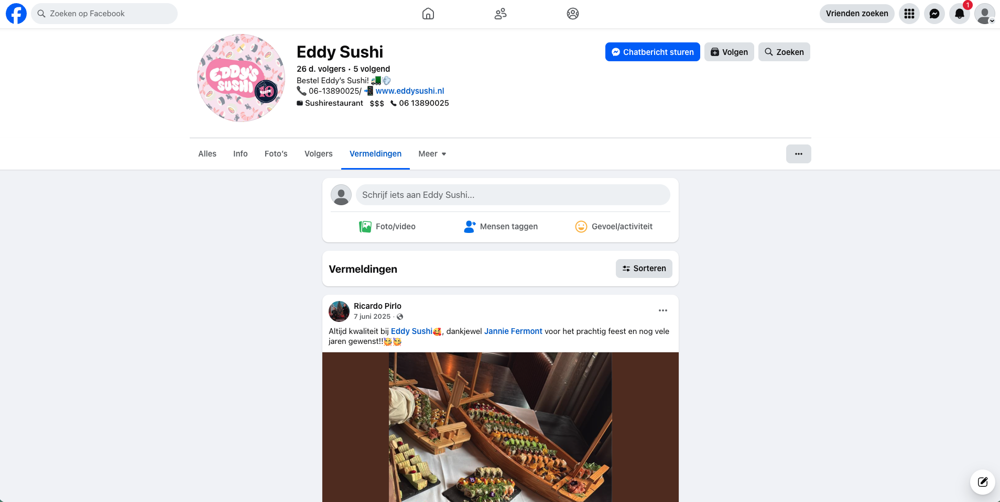 Zoeken op Facebook
Vrienden zoeken
1
EDDY'S
SUSHI
10
Eddy Sushi
26 d. volgers • 5 volgend
Bestel Eddy's Sushi! 🚛💨
📞 06-13890025/ 📲 www.eddysushi.nl
Sushirestaurant $$$ 06 13890025
Chatbericht sturen
Volgen
Zoeken
Alles
Info
Foto's
Volgers
Vermeldingen
Meer
Schrijf iets aan Eddy Sushi...
Foto/video
Mensen taggen
Gevoel/activiteit
Vermeldingen
Sorteren
Ricardo Pirlo
7 juni 2025 ·
Altijd kwaliteit bij Eddy Sushi🥰, dankjewel Jannie Fermont voor het prachtig feest en nog vele
jaren gewenst!!🥳🥳